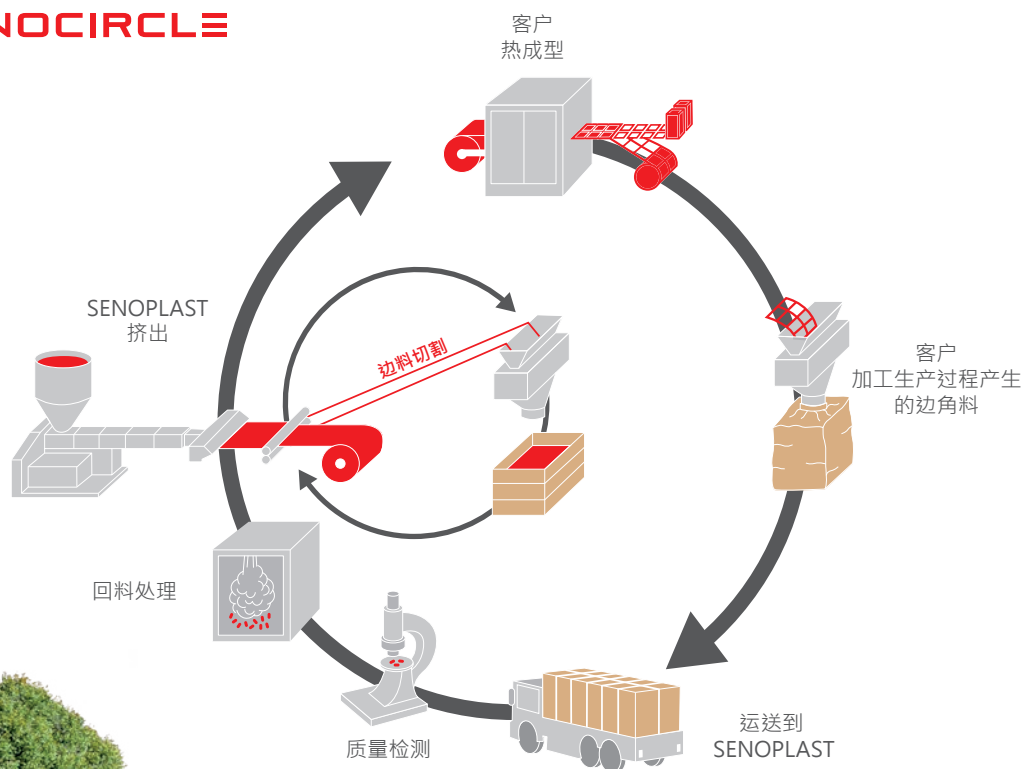 NOCIRCLE
客户
热成型
SENOPLAST
挤出
边料切割
客户
加工生产过程产生
的边角料
回料处理
质量检测
运送到
SENOPLAST